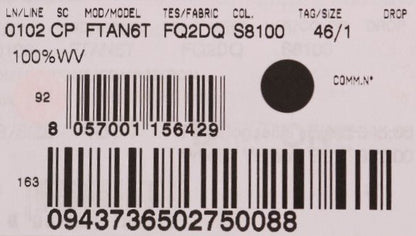 LN/LINE SC MOD/MODEL TES/FABRIC COL. TAG/SIZE DROP
0102 CP FTAN6T FQ2DQ S8100 46/1
100%WV
COMM.N°
92
8 057001 156429
163
0943736502750088